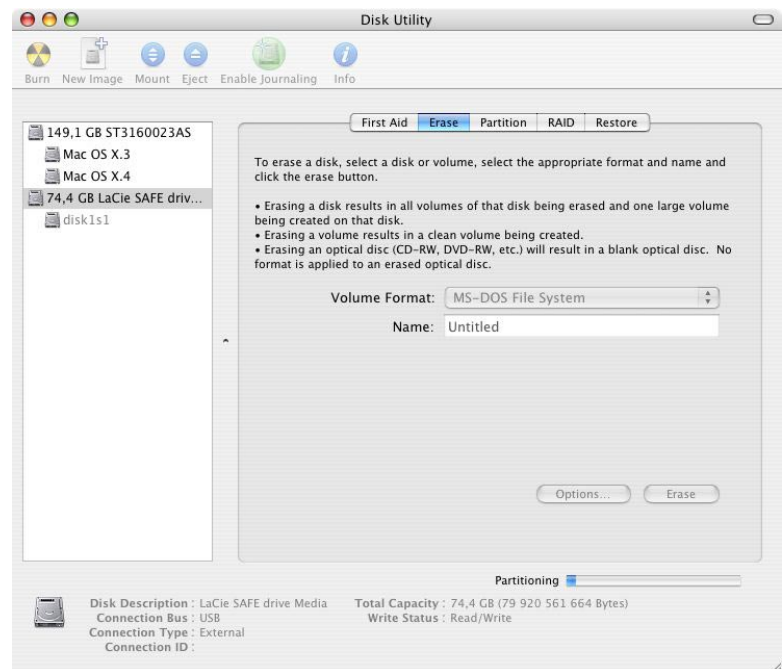 Disk Utility
Burn New Image Mount Eject Enable Journaling Info
149,1 GB ST3160023AS
Mac OS X.3
Mac OS X.4
74,4 GB LaCie SAFE driv...
disk1s1
First Aid Erase Partition RAID Restore
To erase a disk, select a disk or volume, select the appropriate format and name and
click the erase button.
• Erasing a disk results in all volumes of that disk being erased and one large volume
being created on that disk.
• Erasing a volume results in a clean volume being created.
• Erasing an optical disc (CD-RW, DVD-RW, etc.) will result in a blank optical disc. No
format is applied to an erased optical disc.
Volume Format: MS-DOS File System
Name: Untitled
Options... Erase
Partitioning
Disk Description : LaCie SAFE drive Media
Connection Bus : USB
Connection Type : External
Connection ID :
Total Capacity : 74,4 GB (79 920 561 664 Bytes)
Write Status : Read/Write